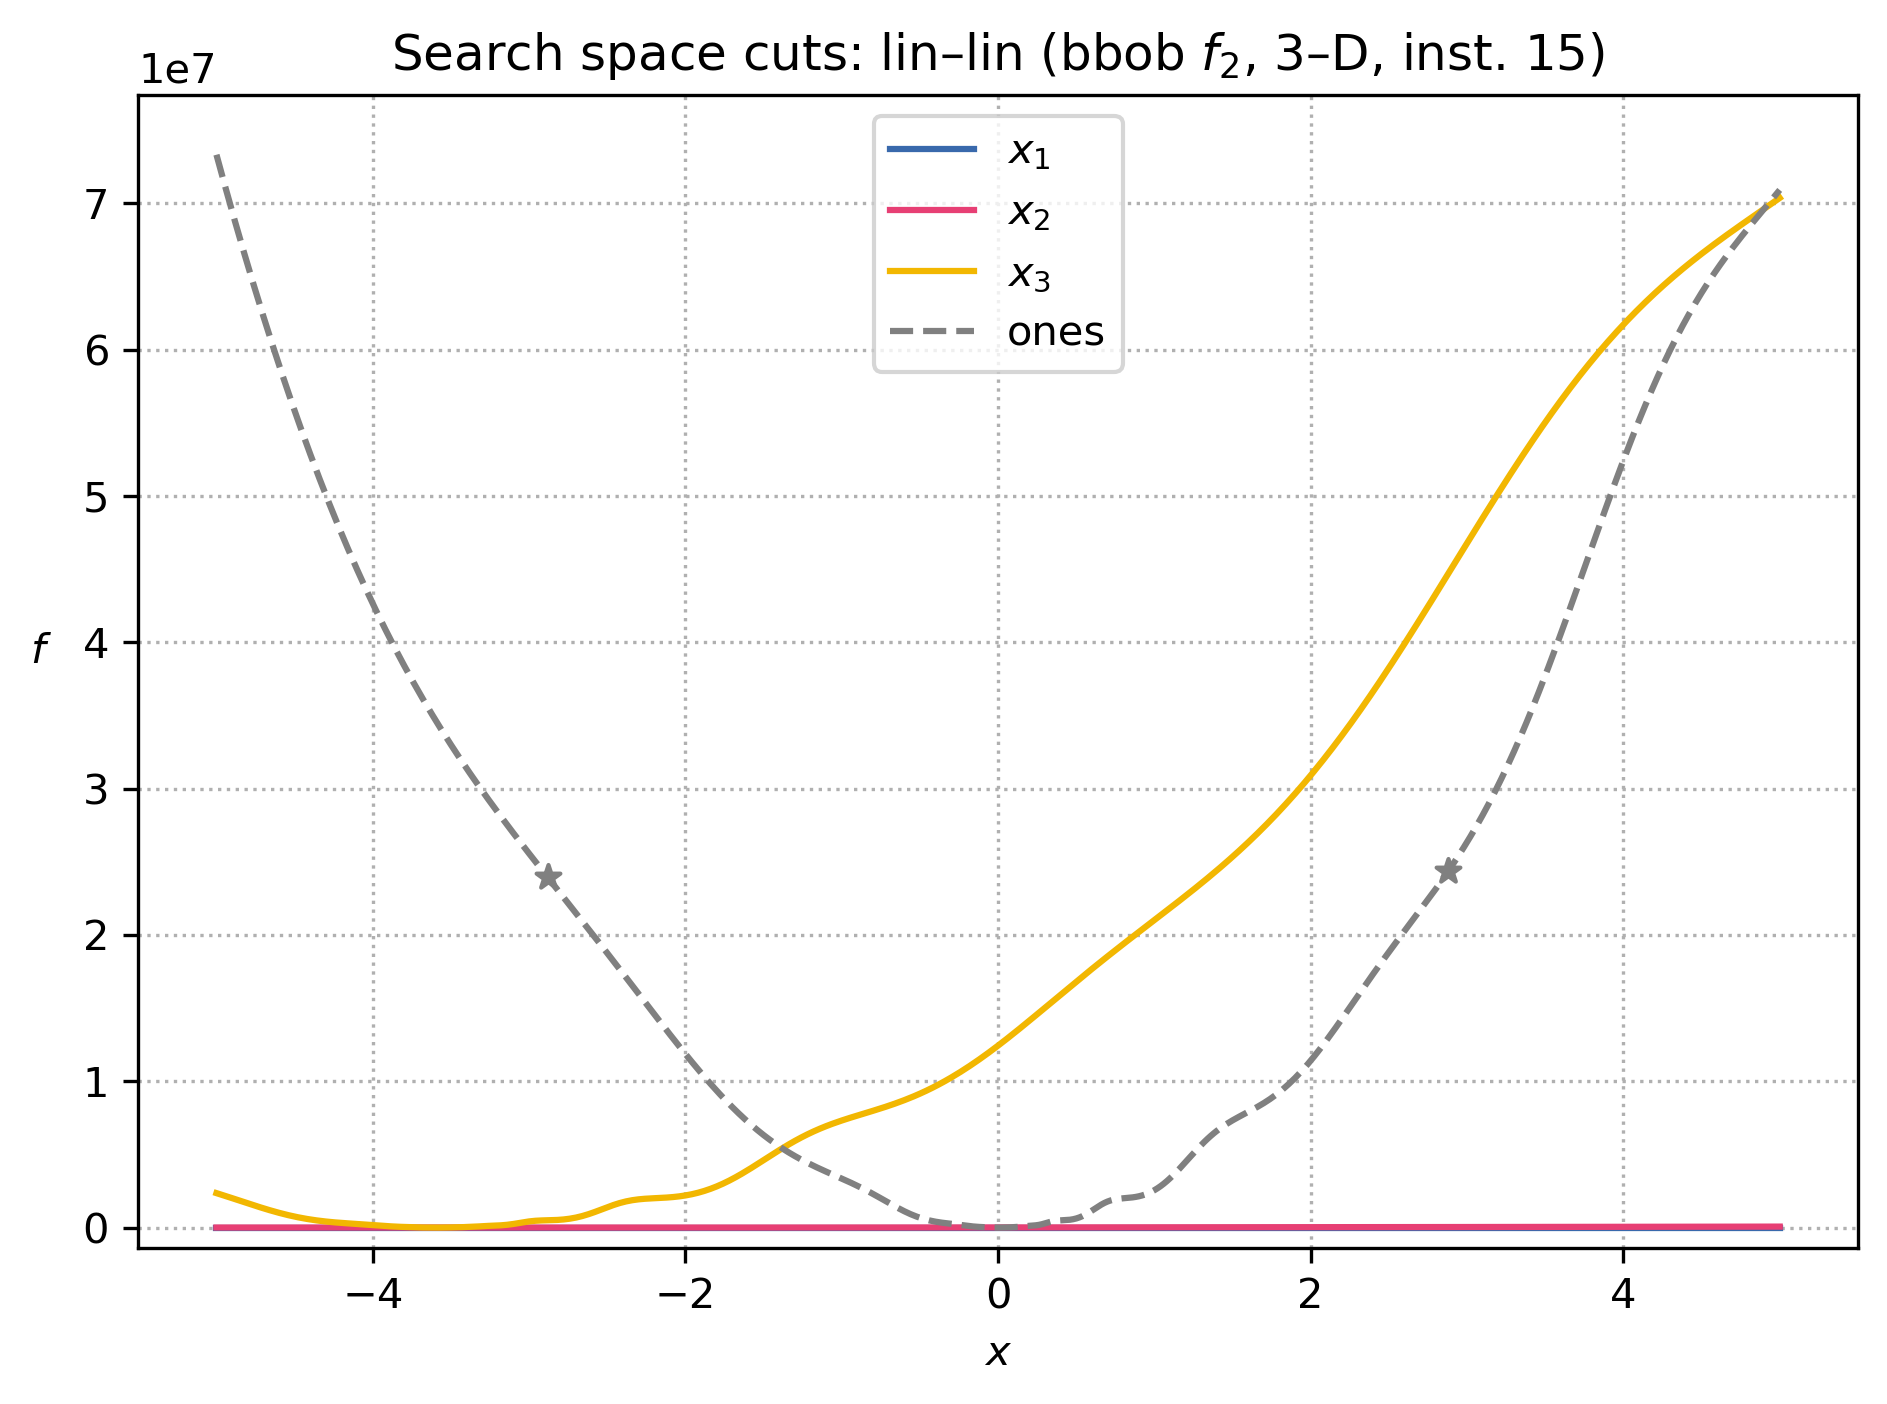 Search space cuts: lin–lin (bbob f₂, 3–D, inst. 15)
1e7
x₁
x₂
x₃
ones
7
6
5
4
3
2
1
0
f
−4 −2 0 2 4
x